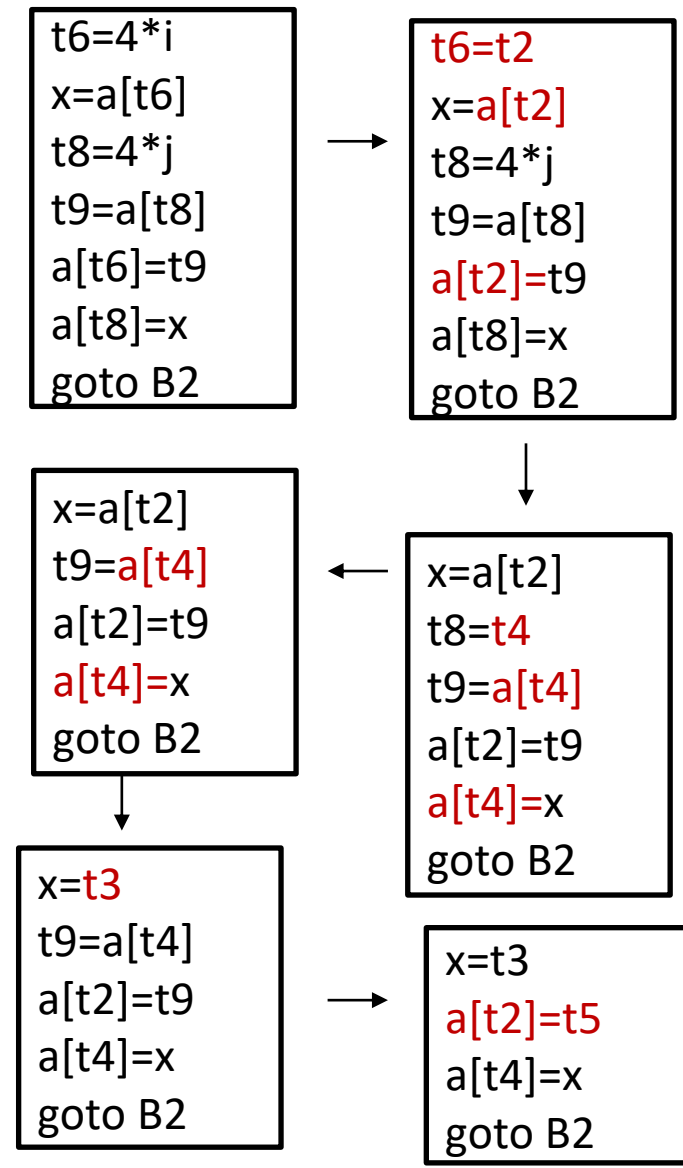 t6=4*i
x=a[t6]
t8=4*j
t9=a[t8]
a[t6]=t9
a[t8]=x
goto B2
t6=t2
x=a[t2]
t8=4*j
t9=a[t8]
a[t2]=t9
a[t8]=x
goto B2
x=a[t2]
t8=t4
t9=a[t4]
a[t2]=t9
a[t4]=x
goto B2
x=a[t2]
t9=a[t4]
a[t2]=t9
a[t4]=x
goto B2
x=t3
t9=a[t4]
a[t2]=t9
a[t4]=x
goto B2
x=t3
a[t2]=t5
a[t4]=x
goto B2